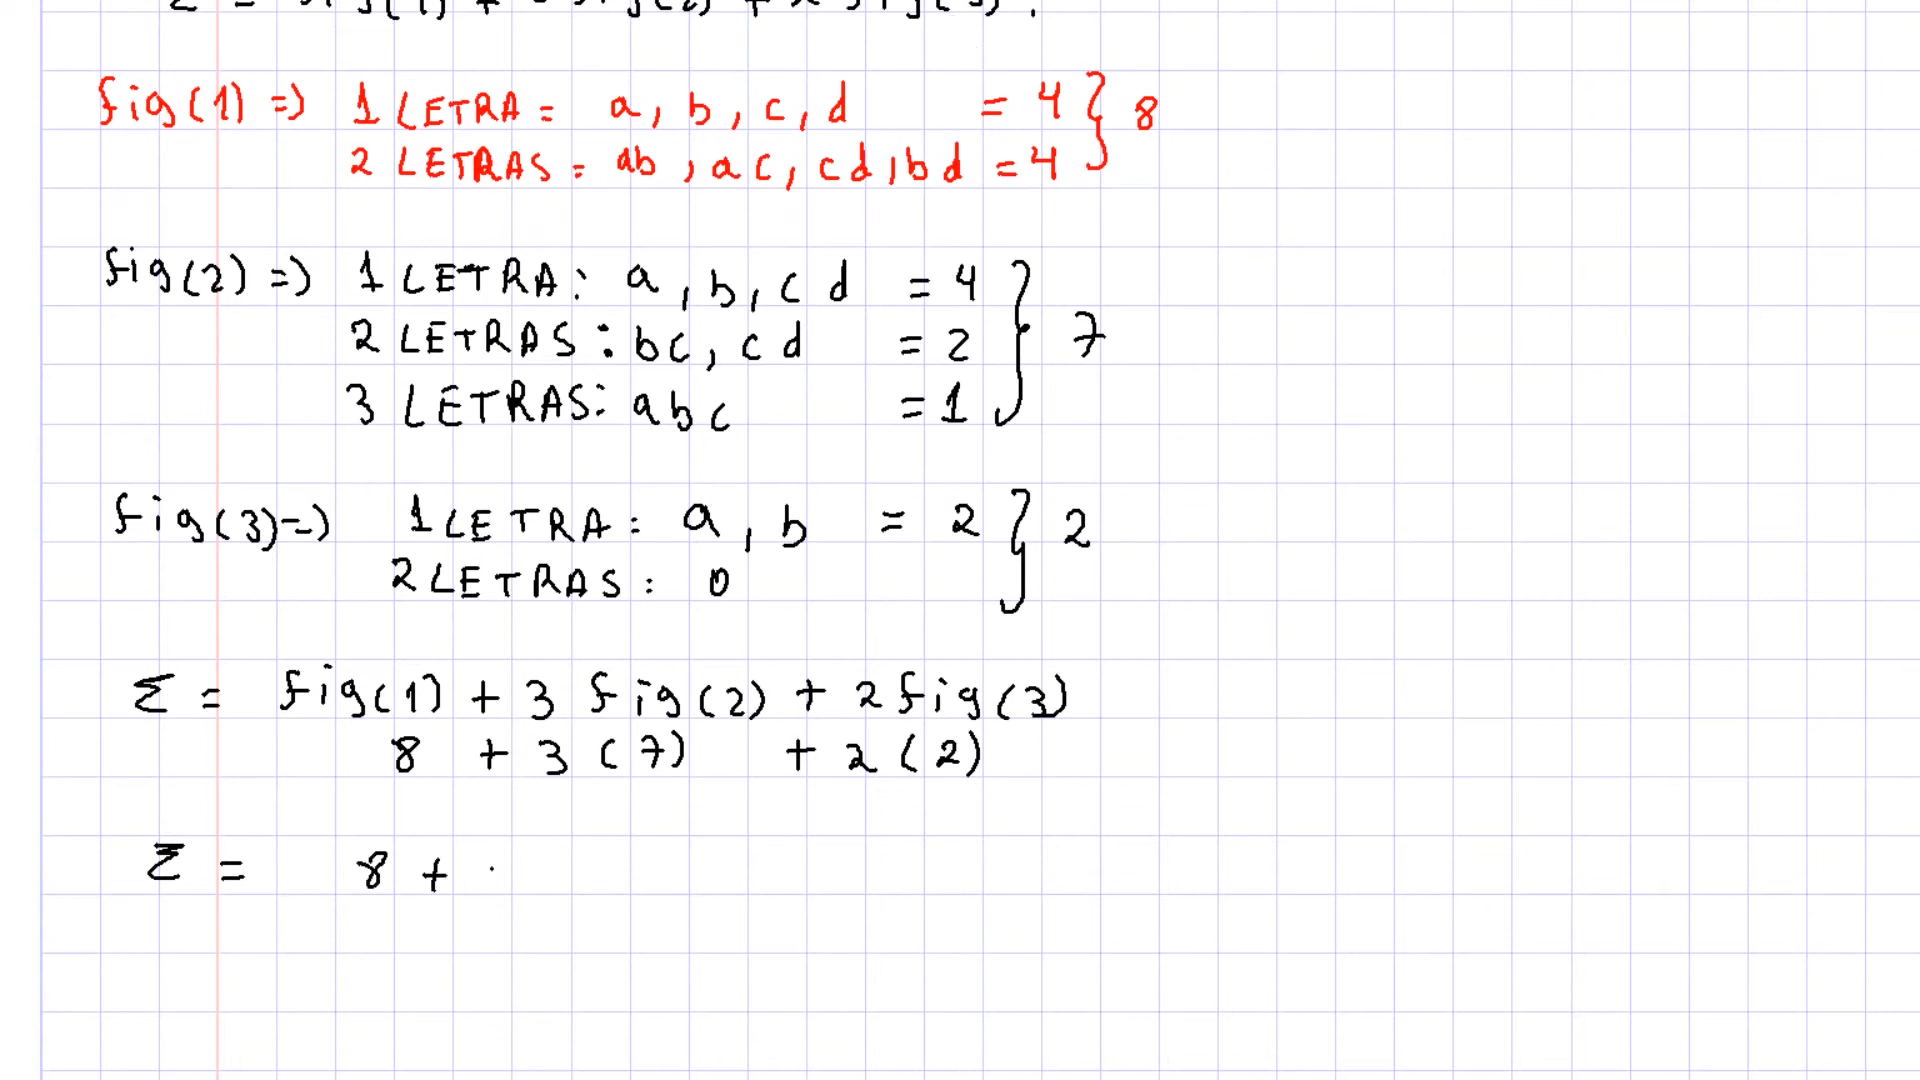 fig(1) => 1 LETRA = a, b, c, d = 4 } 8
2 LETRAS = ab, ac, cd, bd = 4
fig(2) => 1 LETRA: a, b, c d = 4
2 LETRAS: bc, cd = 2 } 7
3 LETRAS: abc = 1
fig(3) => 1 LETRA: a, b = 2 } 2
2 LETRAS: 0
Σ = fig(1) + 3 fig(2) + 2 fig(3)
8 + 3 (7) + 2 (2)
Σ = 8 +